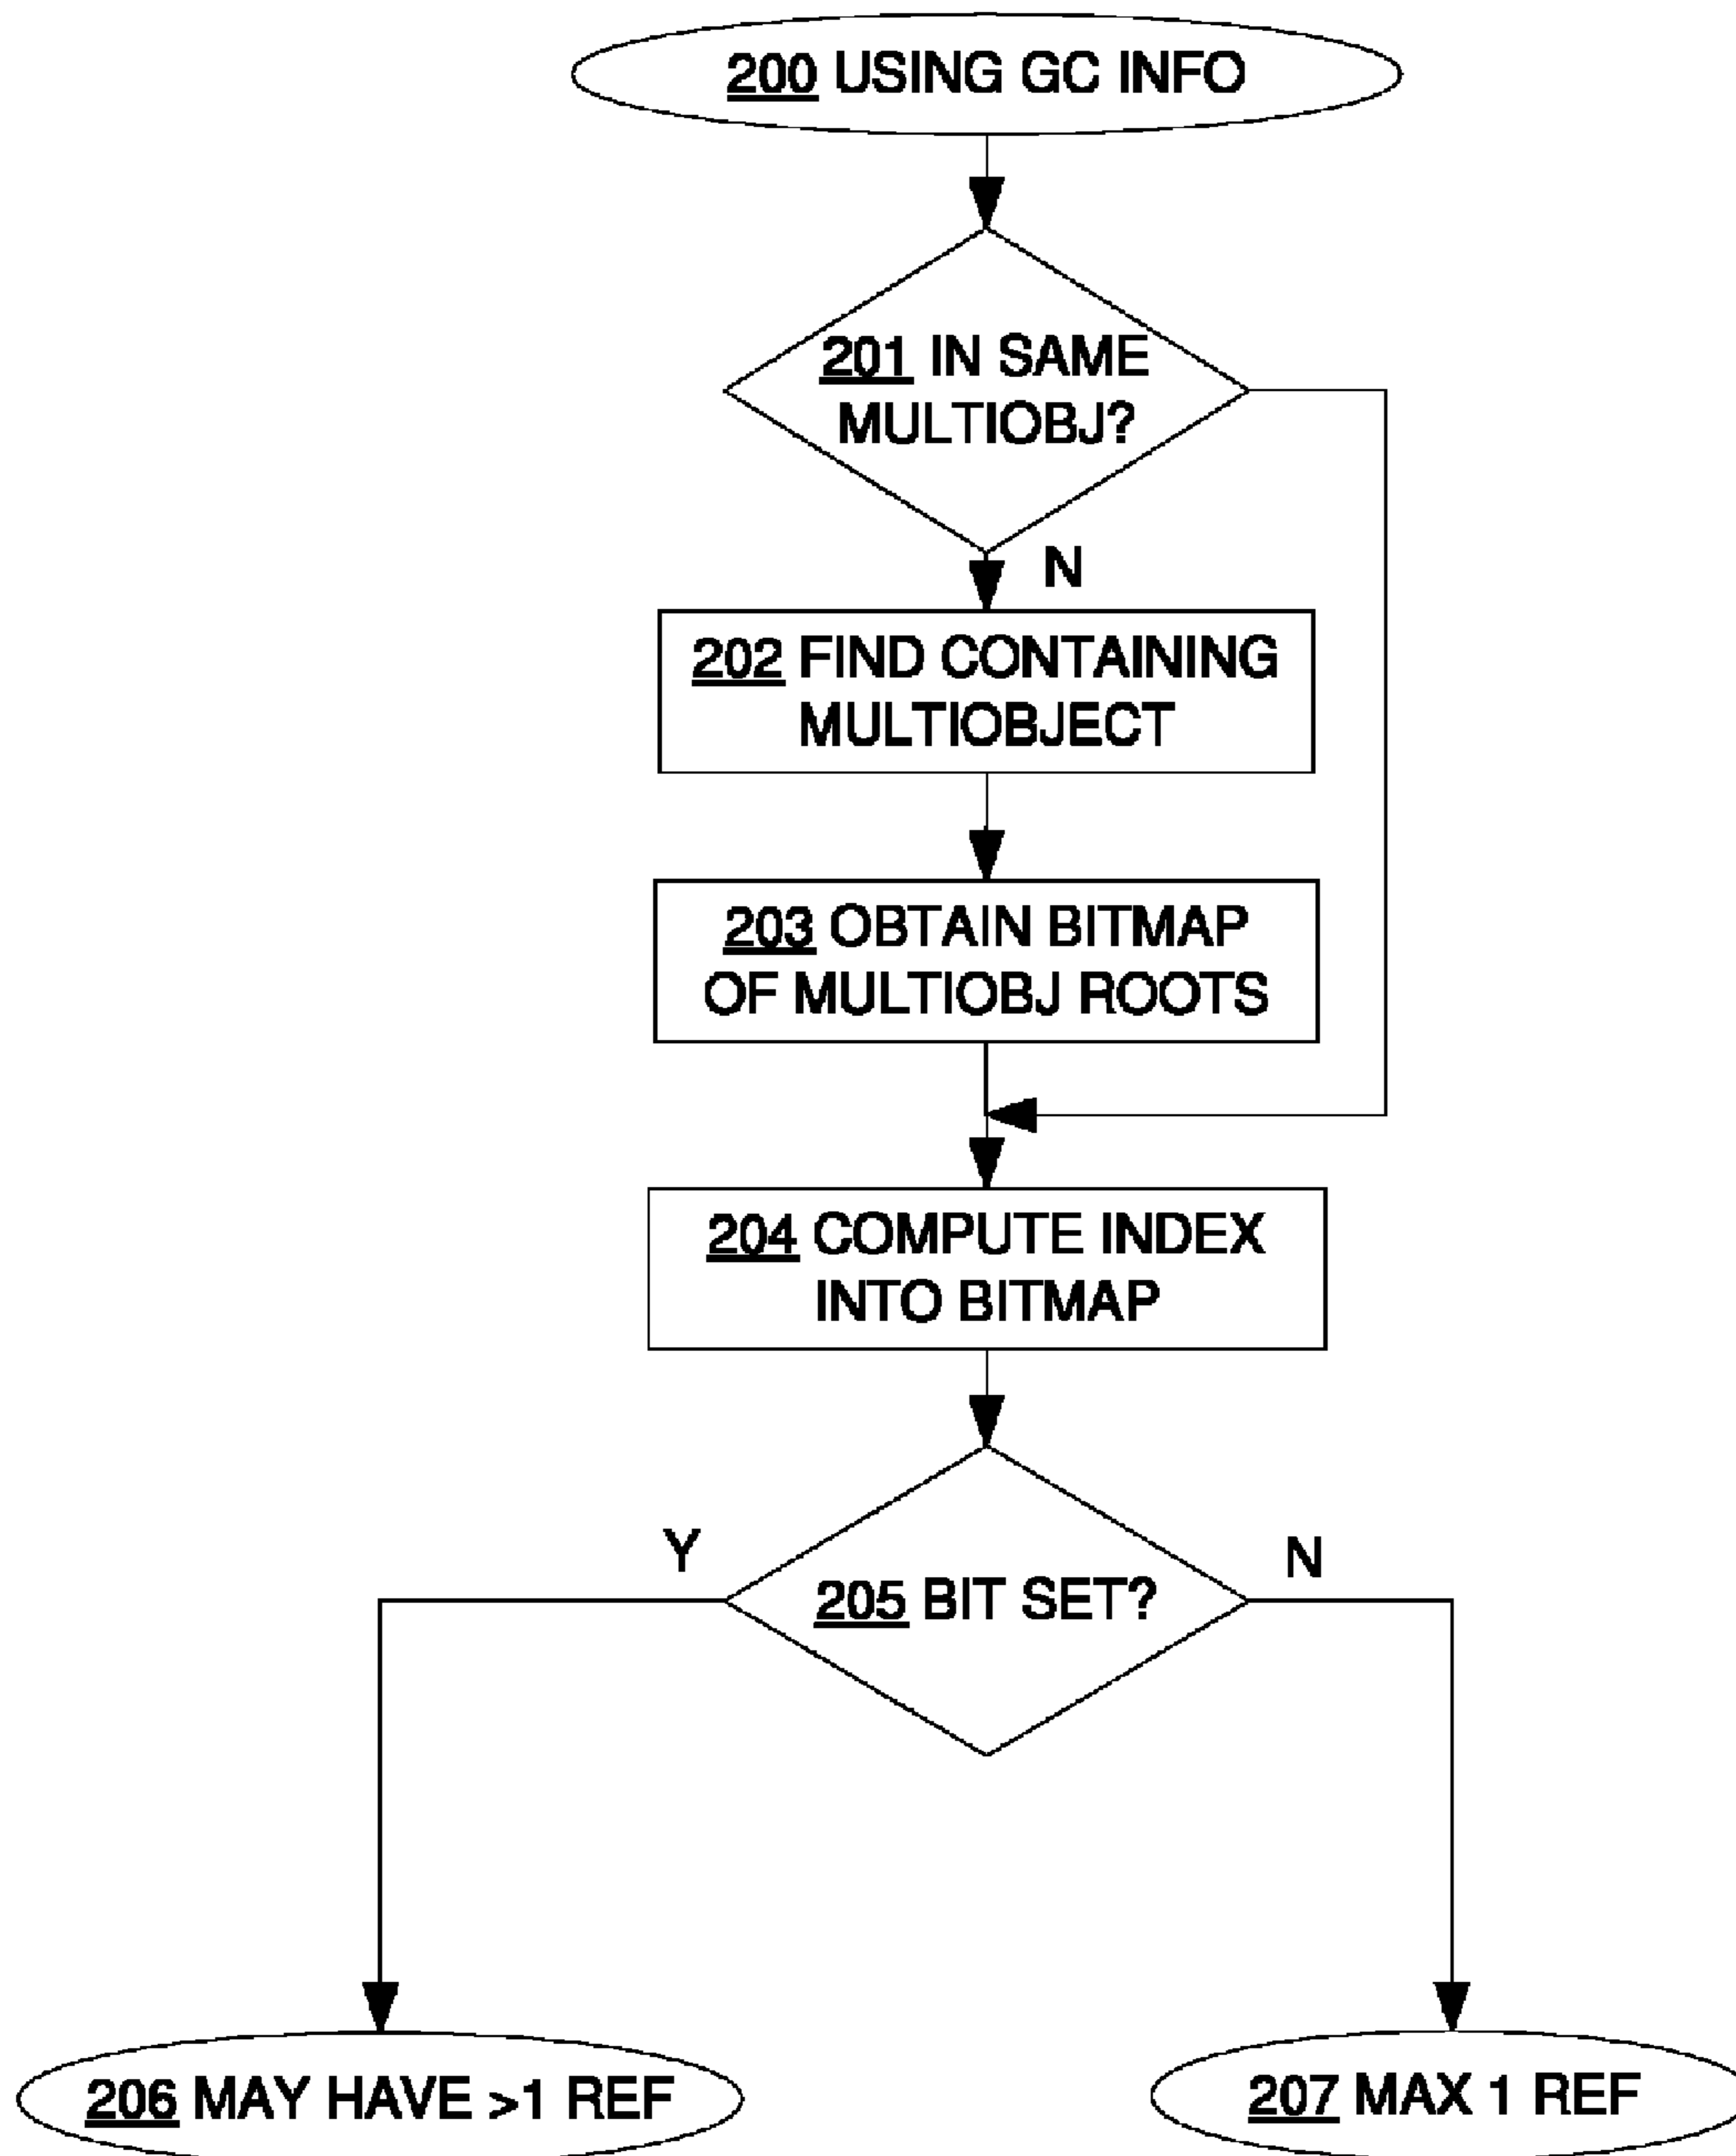 200 USING GC INFO
201 IN SAME
MULTIOBJ?
N
202 FIND CONTAINING
MULTIOBJECT
203 OBTAIN BITMAP
OF MULTIOBJ ROOTS
204 COMPUTE INDEX
INTO BITMAP
Y
N
205 BIT SET?
206 MAY HAVE >1 REF
207 MAX 1 REF